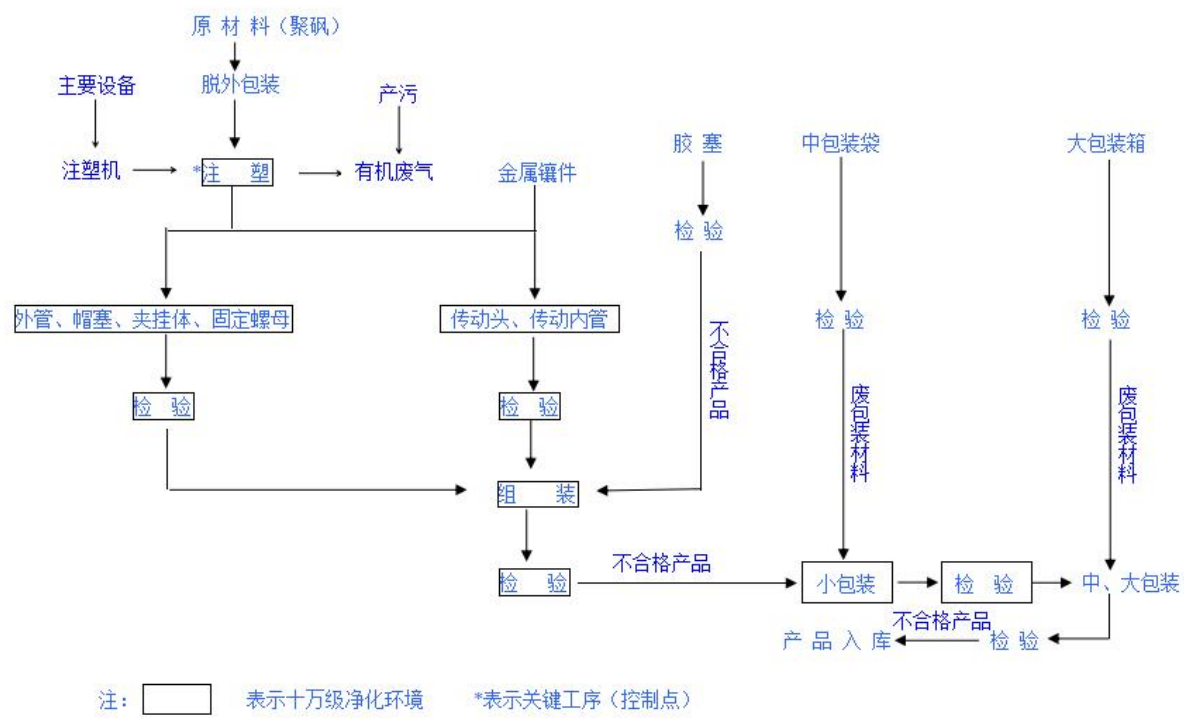 原 材 料（聚砜）
主要设备
脱外包装
产污
胶 塞
中包装袋
大包装箱
注塑机
*注 塑
有机废气
金属镶件
检 验
外管、帽塞、夹挂体、固定螺母
传动头、传动内管
检 验
检 验
不合格产品
废包装材料
废包装材料
检 验
检 验
组 装
检 验
不合格产品
小包装
检 验
中、大包装
不合格产品
产 品 入 库
检 验
注：
表示十万级净化环境
*表示关键工序（控制点）